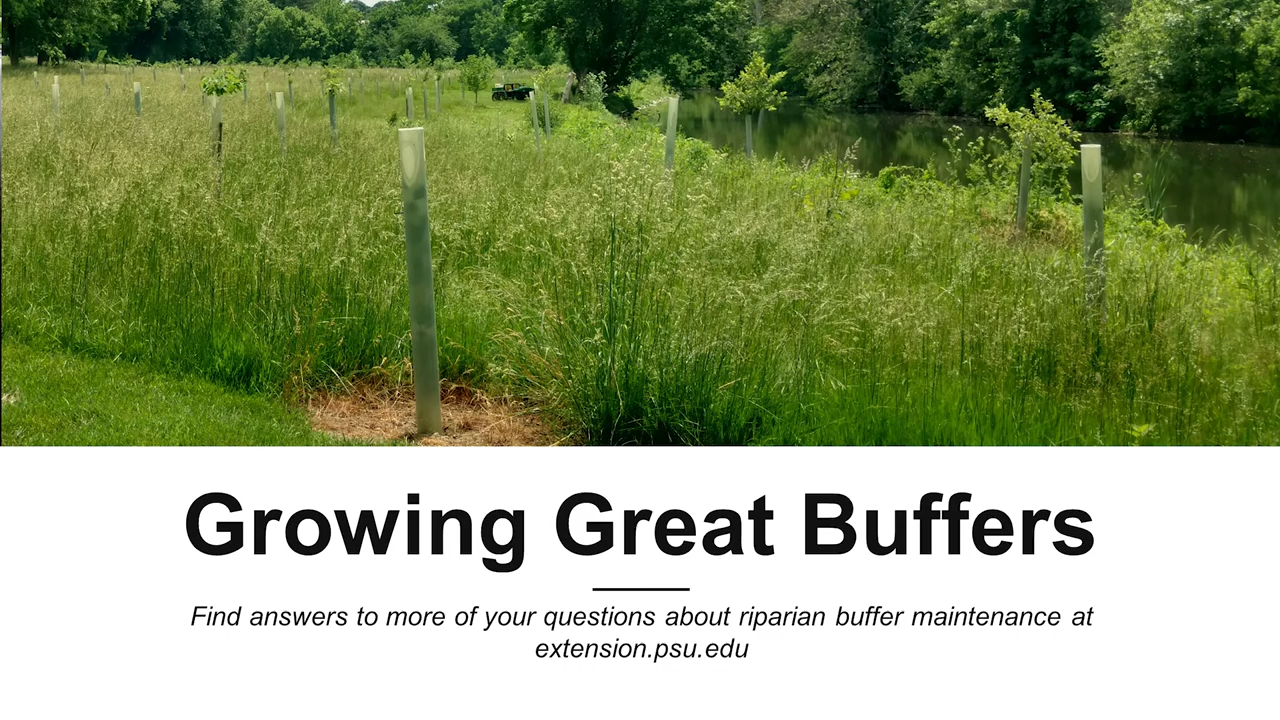 Growing Great Buffers
Find answers to more of your questions about riparian buffer maintenance at
extension.psu.edu